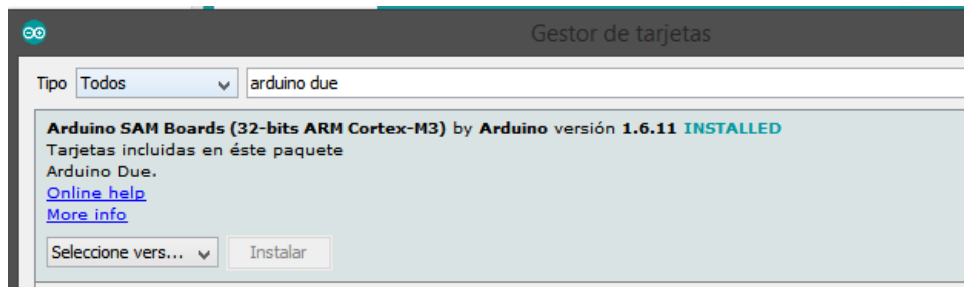 Gestor de tarjetas
Tipo Todos arduino due
Arduino SAM Boards (32-bits ARM Cortex-M3) by Arduino versión 1.6.11 INSTALLED
Tarjetas incluidas en éste paquete
Arduino Due.
Online help
More info
Seleccione vers... Instalar